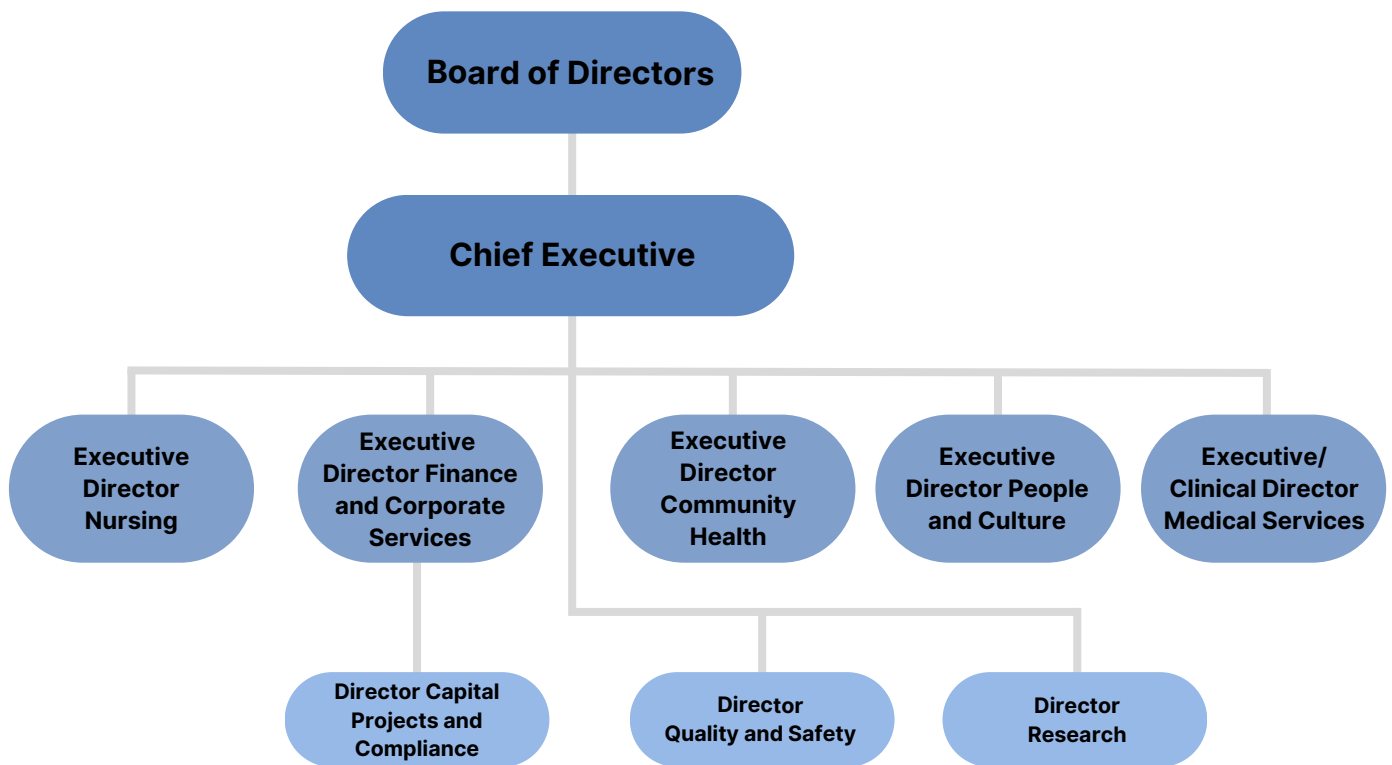 Board of Directors
Chief Executive
Executive
Director
Nursing
Executive
Director Finance
and Corporate
Services
Executive
Director
Community
Health
Executive
Director People
and Culture
Executive/
Clinical Director
Medical Services
Director Capital
Projects and
Compliance
Director
Quality and Safety
Director
Research